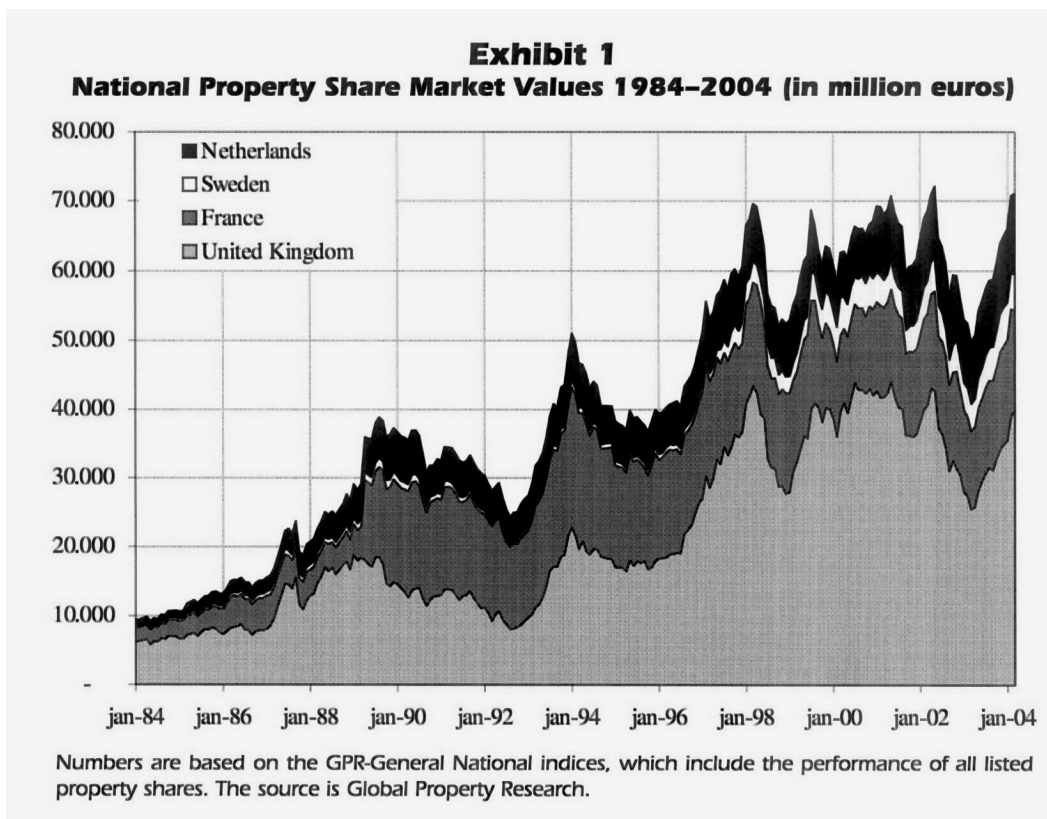 Exhibit 1
National Property Share Market Values 1984–2004 (in million euros)
80.000
70.000
60.000
50.000
40.000
30.000
20.000
10.000
-
Netherlands
Sweden
France
United Kingdom
jan-84 jan-86 jan-88 jan-90 jan-92 jan-94 jan-96 jan-98 jan-00 jan-02 jan-04
Numbers are based on the GPR-General National indices, which include the performance of all listed
property shares. The source is Global Property Research.